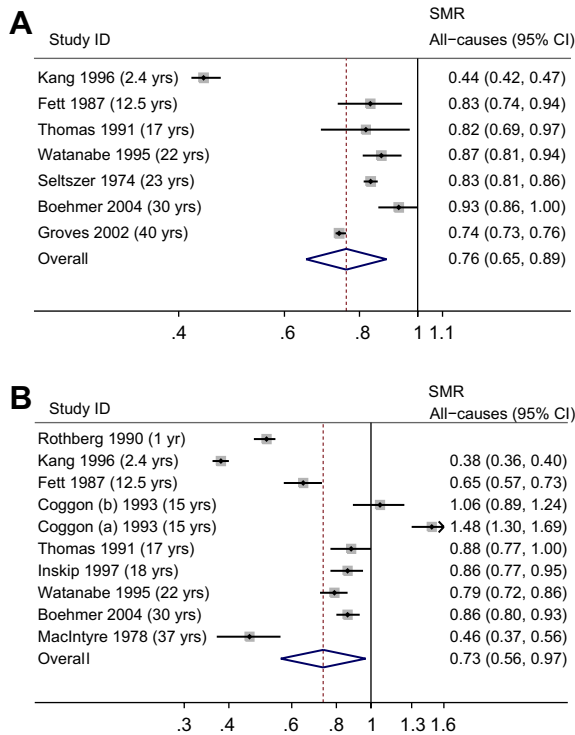 A
SMR
Study ID All−causes (95% CI)
Kang 1996 (2.4 yrs) 0.44 (0.42, 0.47)
Fett 1987 (12.5 yrs) 0.83 (0.74, 0.94)
Thomas 1991 (17 yrs) 0.82 (0.69, 0.97)
Watanabe 1995 (22 yrs) 0.87 (0.81, 0.94)
Seltszer 1974 (23 yrs) 0.83 (0.81, 0.86)
Boehmer 2004 (30 yrs) 0.93 (0.86, 1.00)
Groves 2002 (40 yrs) 0.74 (0.73, 0.76)
Overall 0.76 (0.65, 0.89)
.4 .6 .8 1 1.1
B
SMR
Study ID All−causes (95% CI)
Rothberg 1990 (1 yr)
Kang 1996 (2.4 yrs) 0.38 (0.36, 0.40)
Fett 1987 (12.5 yrs) 0.65 (0.57, 0.73)
Coggon (b) 1993 (15 yrs) 1.06 (0.89, 1.24)
Coggon (a) 1993 (15 yrs) 1.48 (1.30, 1.69)
Thomas 1991 (17 yrs) 0.88 (0.77, 1.00)
Inskip 1997 (18 yrs) 0.86 (0.77, 0.95)
Watanabe 1995 (22 yrs) 0.79 (0.72, 0.86)
Boehmer 2004 (30 yrs) 0.86 (0.80, 0.93)
MacIntyre 1978 (37 yrs) 0.46 (0.37, 0.56)
Overall 0.73 (0.56, 0.97)
.3 .4 .6 .8 1 1.3 1.6